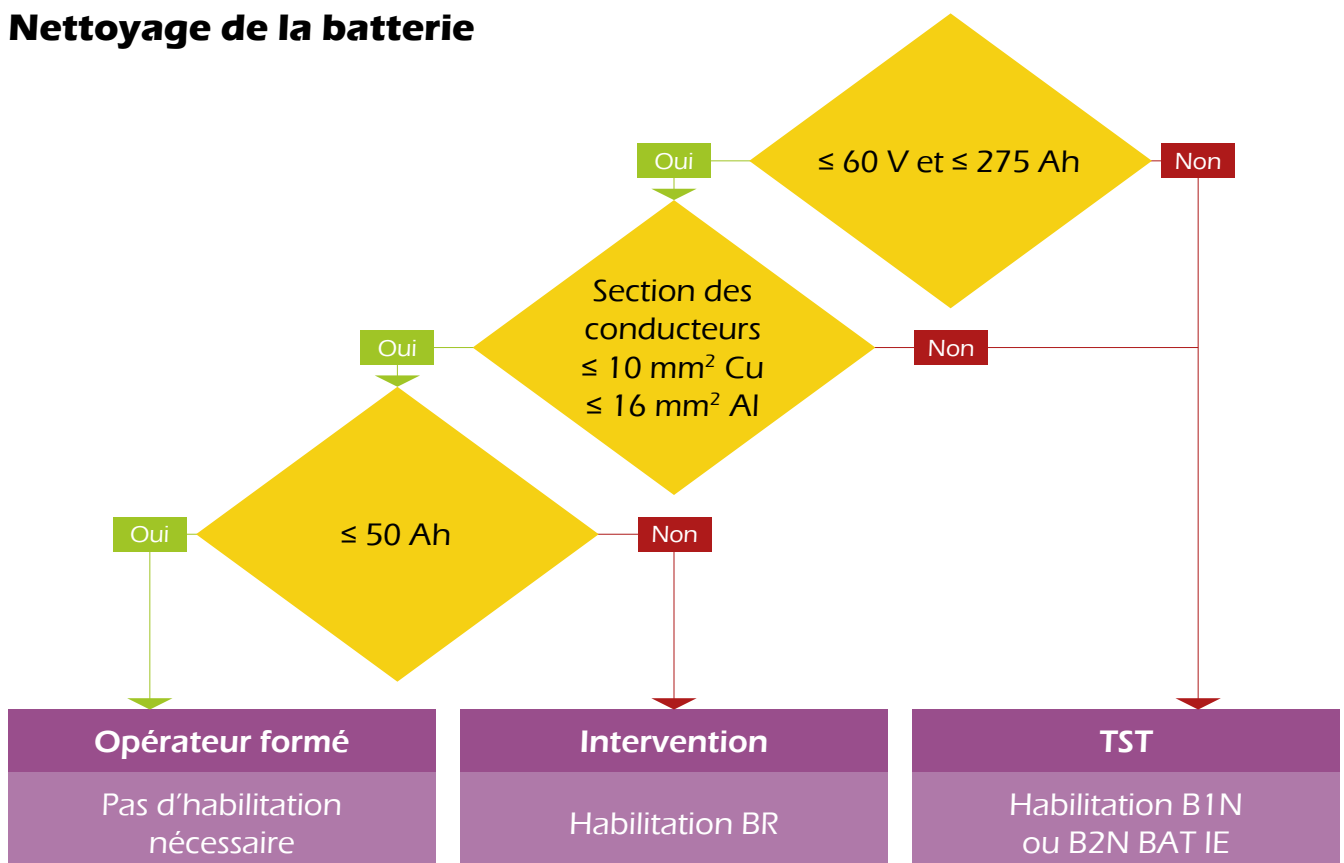 Nettoyage de la batterie
≤ 60 V et ≤ 275 Ah
Oui
Non
Section des
conducteurs
≤ 10 mm² Cu
≤ 16 mm² Al
Oui
Non
≤ 50 Ah
Oui
Non
Opérateur formé
Pas d'habilitation
nécessaire
Intervention
Habilitation BR
TST
Habilitation B1N
ou B2N BAT IE